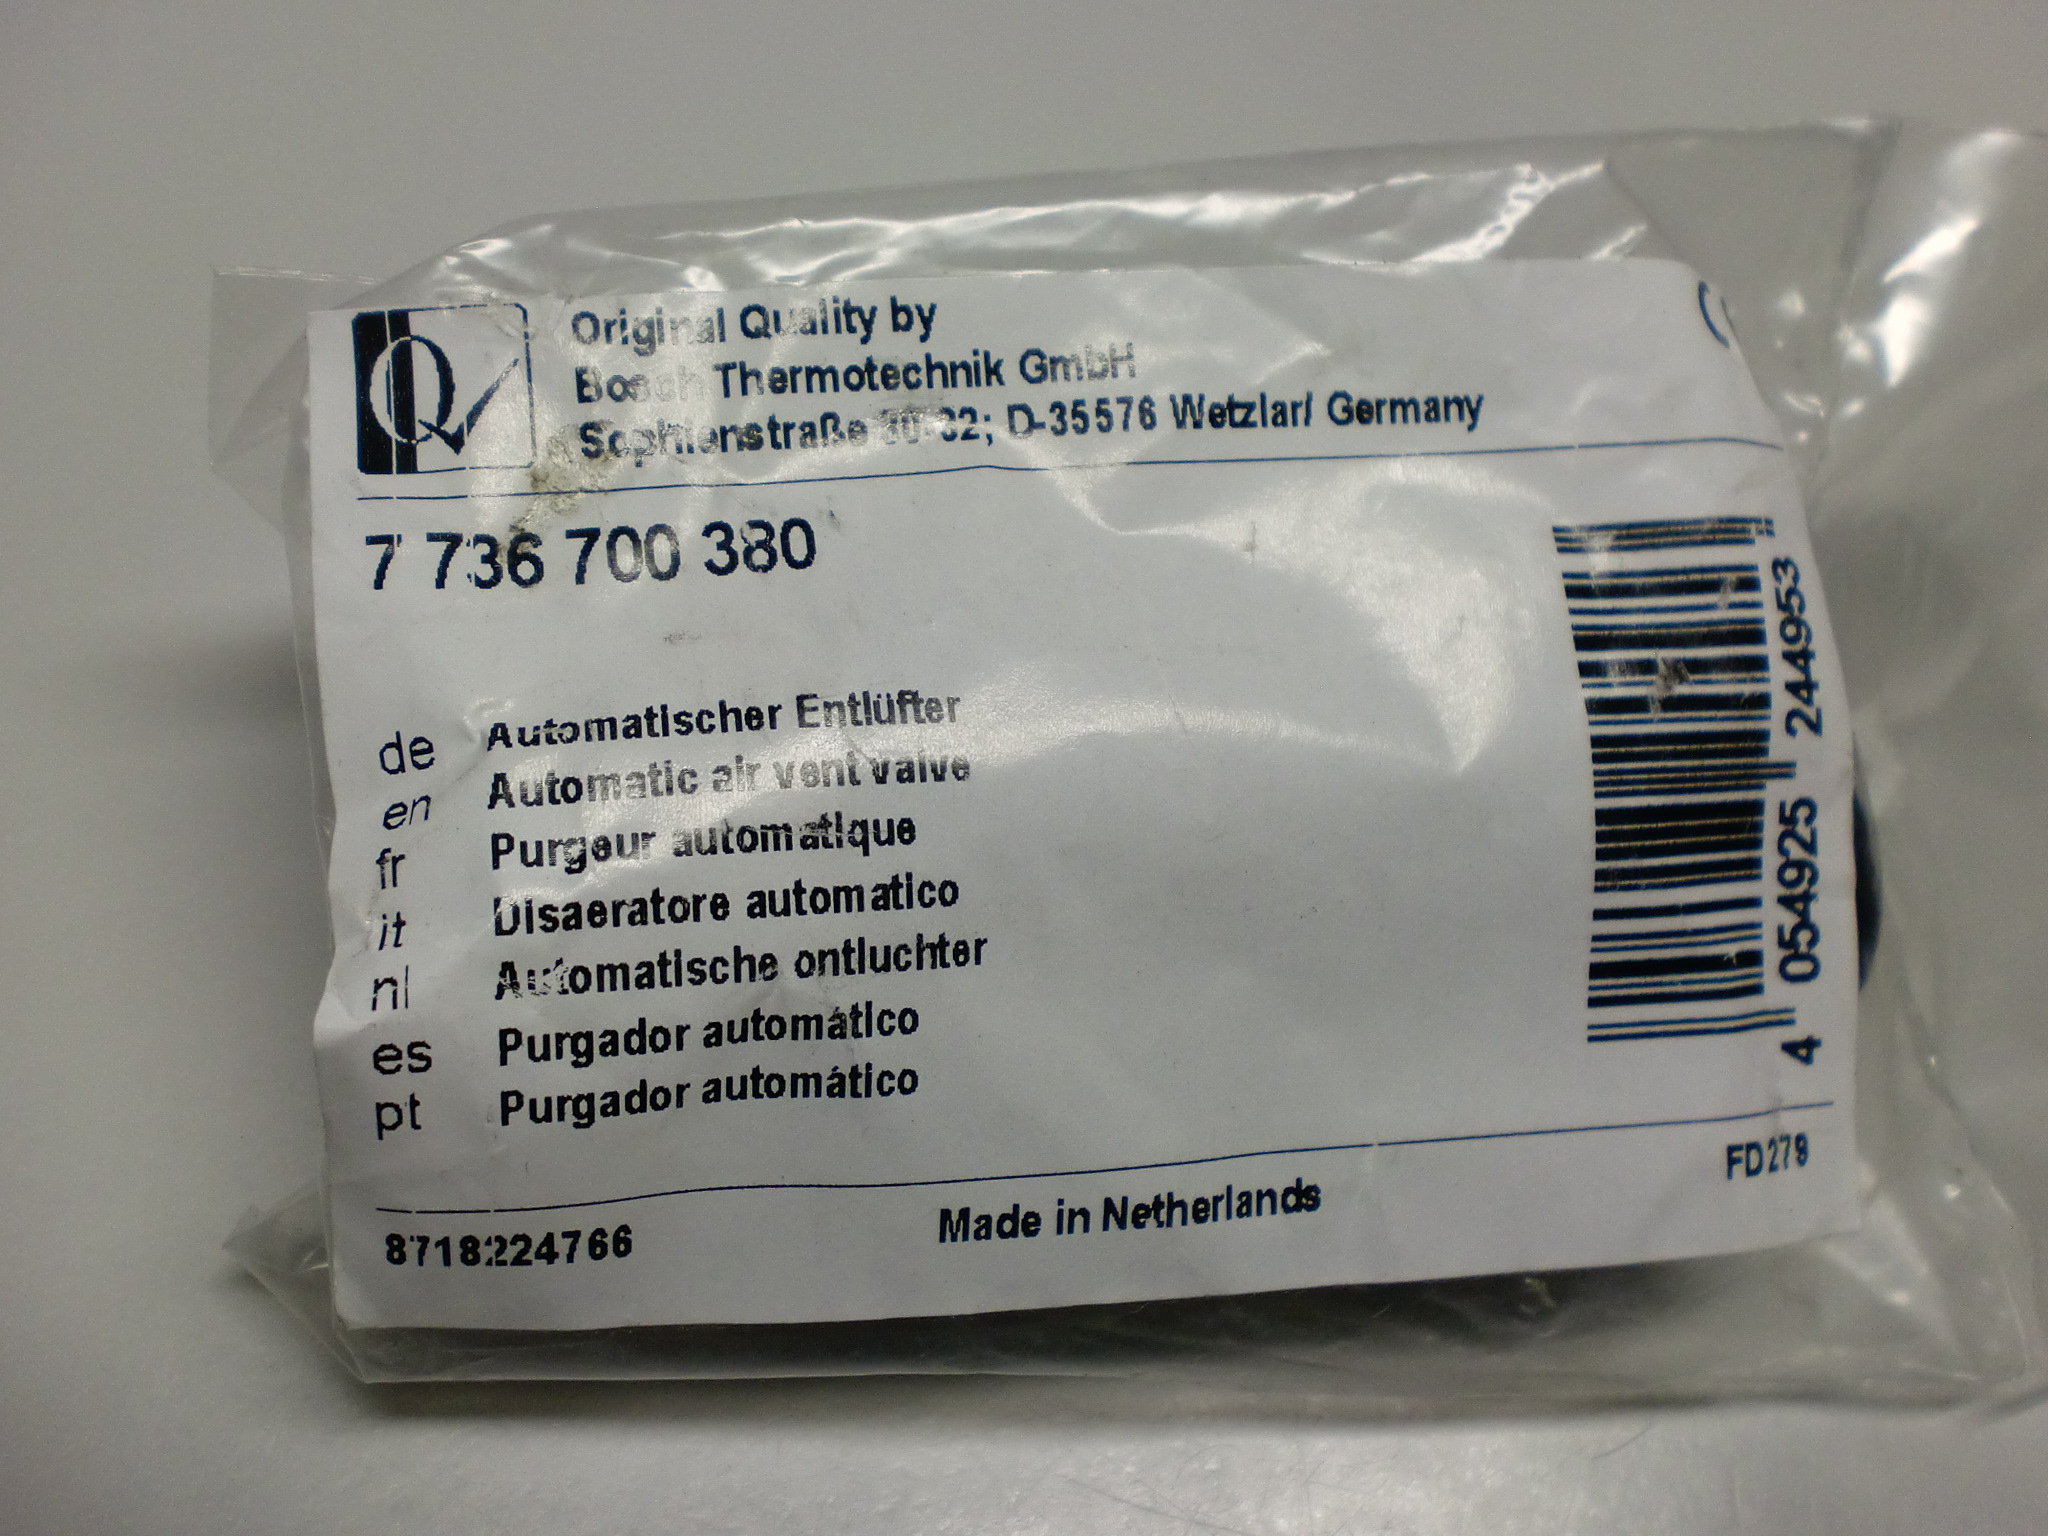 Q
Original Quality by
Bosch Thermotechnik GmbH
Sophienstraße 30-32; D-35576 Wetzlar/ Germany
7 736 700 380
de Automatischer Entlüfter
en Automatic air vent valve
fr Purgeur automatique
it Disaeratore automatico
nl Automatische ontluchter
es Purgador automático
pt Purgador automático
4 054925 244953
FD279
8718224766
Made in Netherlands